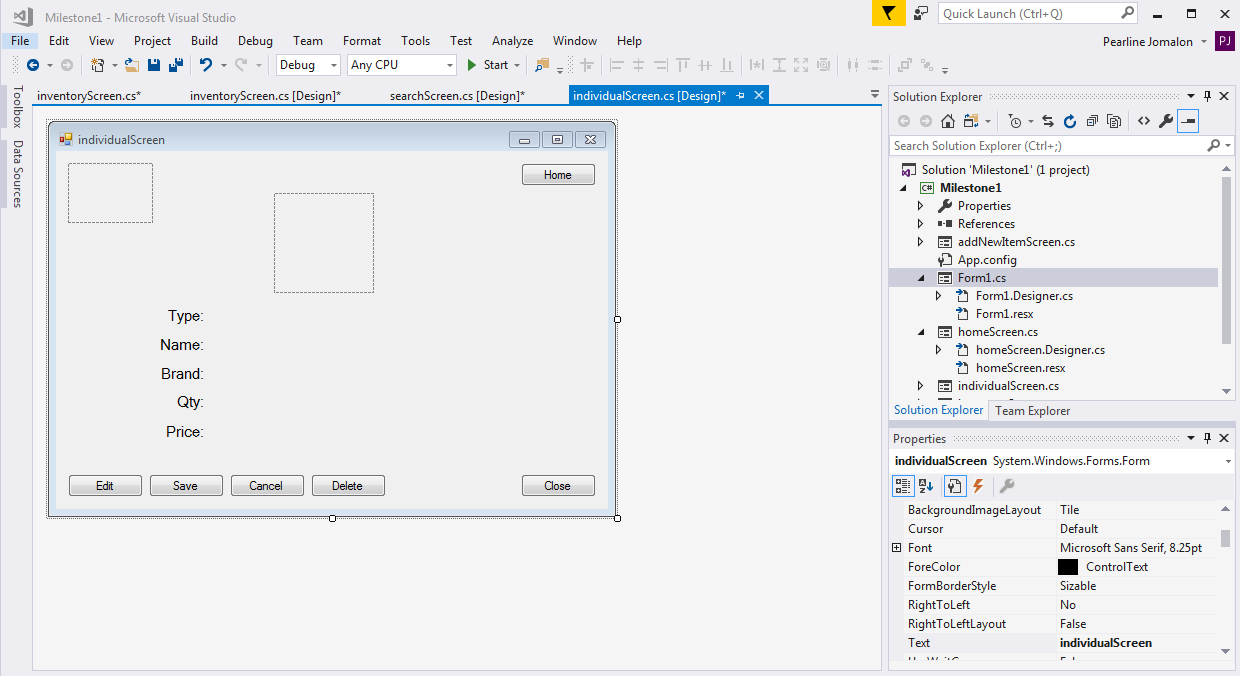 Milestone1 - Microsoft Visual Studio
Quick Launch (Ctrl+Q)
File Edit View Project Build Debug Team Format Tools Test Analyze Window Help
Pearline Jomalon PJ
Debug Any CPU Start
Toolbox
Data Sources
inventoryScreen.cs* inventoryScreen.cs [Design]* searchScreen.cs [Design]* individualScreen.cs [Design]*
individualScreen
Home
Type:
Name:
Brand:
Qty:
Price:
Edit Save Cancel Delete Close
Solution Explorer
Search Solution Explorer (Ctrl+;)
Solution 'Milestone1' (1 project)
C# Milestone1
Properties
References
addNewItemScreen.cs
App.config
Form1.cs
Form1.Designer.cs
Form1.resx
homeScreen.cs
homeScreen.Designer.cs
homeScreen.resx
individualScreen.cs
Solution Explorer Team Explorer
Properties
individualScreen System.Windows.Forms.Form
BackgroundImageLayout Tile
Cursor Default
Font Microsoft Sans Serif, 8.25pt
ForeColor ControlText
FormBorderStyle Sizable
RightToLeft No
RightToLeftLayout False
Text individualScreen